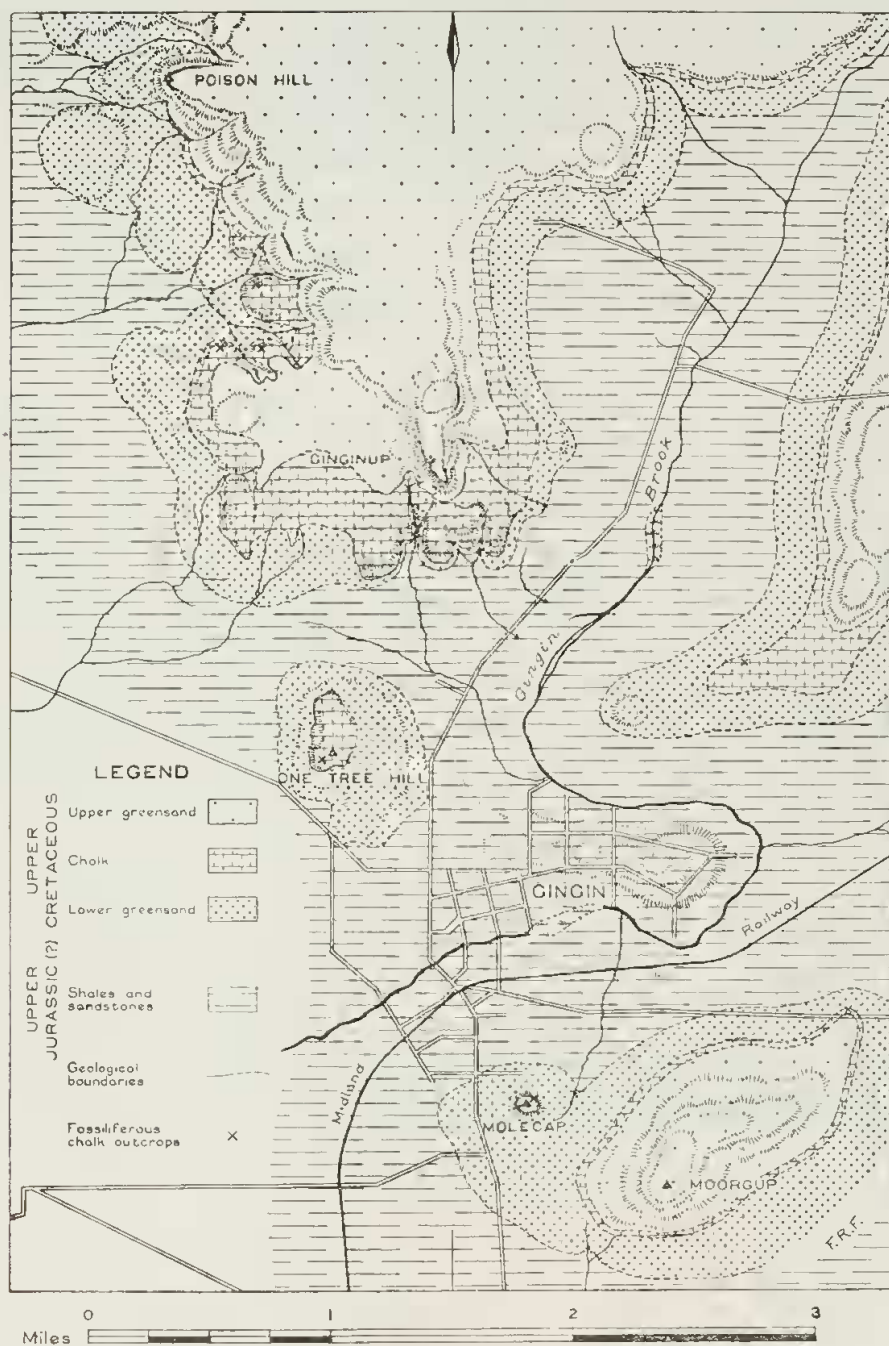 POISON HILL
GINGINUP
Brook
Gingin
ONE TREE HILL
LEGEND
UPPER CRETACEOUS
Upper greensand
Chalk
Lower greensand
UPPER JURASSIC (?)
Shales and
sandstones
Geological
boundaries
Fossiliferous
chalk outcrops
X
GINGIN
Railway
Midland
MOLECAP
MOORGUP
F.R.F.
0 1 2 3
Miles